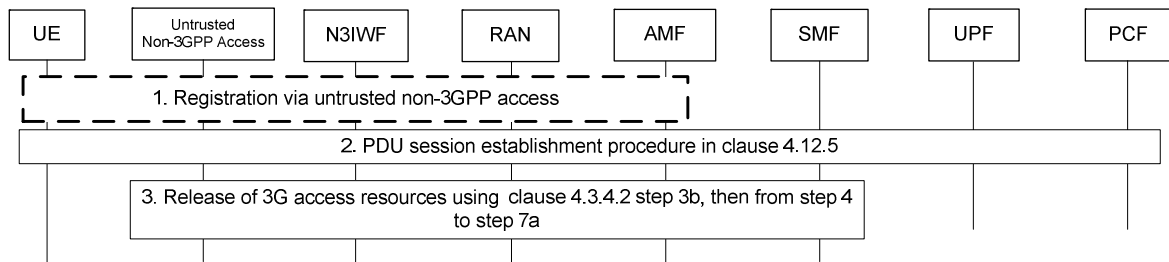 UE
Untrusted
Non-3GPP Access
N3IWF
RAN
AMF
SMF
UPF
PCF
1. Registration via untrusted non-3GPP access
2. PDU session establishment procedure in clause 4.12.5
3. Release of 3G access resources using clause 4.3.4.2 step 3b, then from step 4
to step 7a